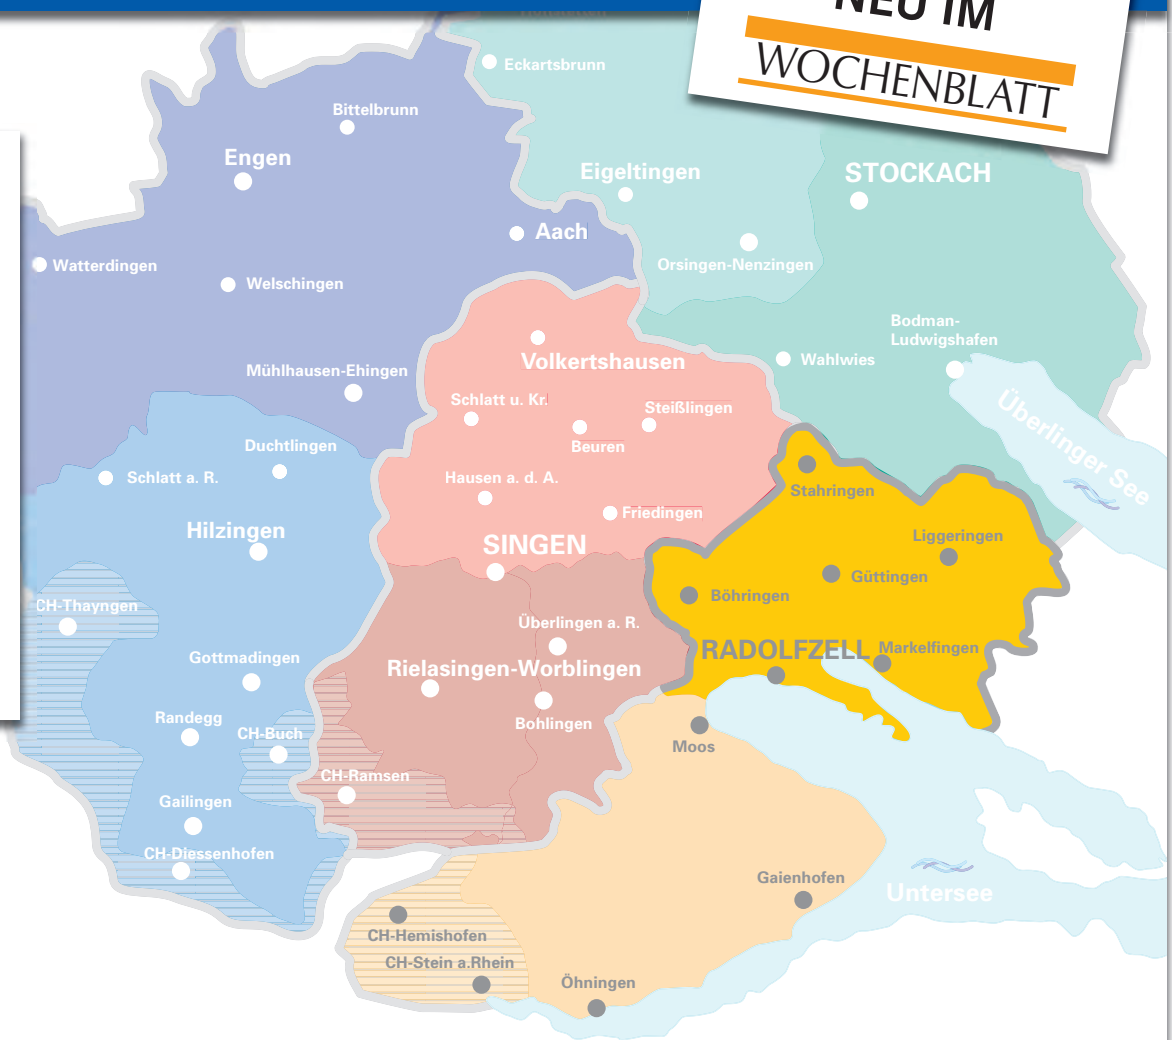 NEU IM
WOCHENBLATT
Eckartsbrunn
Bittelbrunn
Engen
Eigeltingen
STOCKACH
Aach
Watterdingen
Orsingen-Nenzingen
Welschingen
Bodman-
Ludwigshafen
Volkertshausen
Wahlwies
Mühlhausen-Ehingen
Schlatt u. Kr.
Steißlingen
Überlinger See
Duchtlingen
Beuren
Schlatt a. R.
Hausen a. d. A.
Stahringen
Friedingen
Hilzingen
SINGEN
Liggeringen
Güttingen
CH-Thayngen
Böhringen
Überlingen a. R.
RADOLFZELL
Markelfingen
Gottmadingen
Rielasingen-Worblingen
Randegg
CH-Buch
Bohlingen
Moos
CH-Ramsen
Gailingen
CH-Diessenhofen
Gaienhofen
Untersee
CH-Hemishofen
CH-Stein a.Rhein
Öhningen